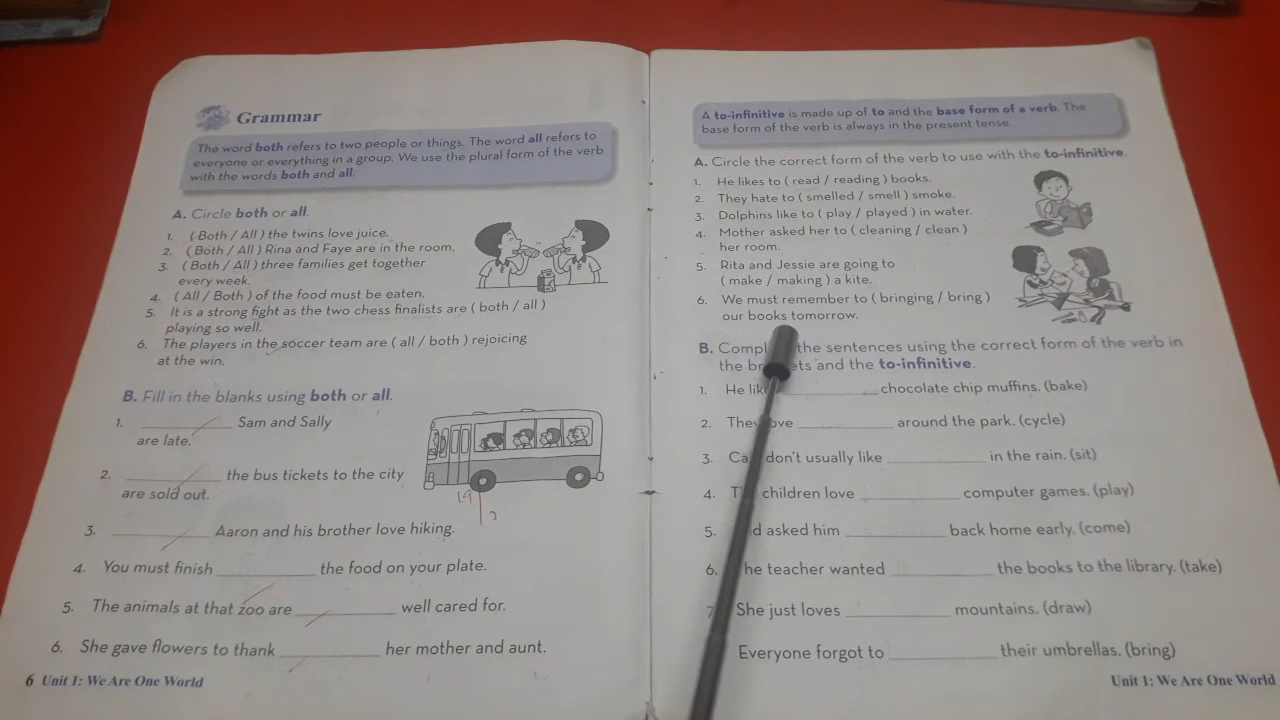 Grammar
The word both refers to two people or things. The word all refers to
everyone or everything in a group. We use the plural form of the verb
with the words both and all.
A. Circle both or all.
1. ( Both / All ) the twins love juice.
2. ( Both / All ) Rina and Faye are in the room.
3. ( Both / All ) three families get together
every week.
4. ( All / Both ) of the food must be eaten.
5. It is a strong fight as the two chess finalists are ( both / all )
playing so well.
6. The players in the soccer team are ( all / both ) rejoicing
at the win.
B. Fill in the blanks using both or all.
1. __________ Sam and Sally
are late.
2. __________ the bus tickets to the city
are sold out.
3. __________ Aaron and his brother love hiking.
4. You must finish __________ the food on your plate.
5. The animals at that zoo are __________ well cared for.
6. She gave flowers to thank __________ her mother and aunt.
6 Unit 1: We Are One World
A to-infinitive is made up of to and the base form of a verb. The
base form of the verb is always in the present tense.
A. Circle the correct form of the verb to use with the to-infinitive.
1. He likes to ( read / reading ) books.
2. They hate to ( smelled / smell ) smoke.
3. Dolphins like to ( play / played ) in water.
4. Mother asked her to ( cleaning / clean )
her room.
5. Rita and Jessie are going to
( make / making ) a kite.
6. We must remember to ( bringing / bring )
our books tomorrow.
B. the sentences using the correct form of the verb in
the and the to-infinitive.
1. He __________ chocolate chip muffins. (bake)
2. They __________ around the park. (cycle)
3. don't usually like __________ in the rain. (sit)
4. children love __________ computer games. (play)
5. asked him __________ back home early. (come)
6. teacher wanted __________ the books to the library. (take)
7. She just loves __________ mountains. (draw)
Everyone forgot to __________ their umbrellas. (bring)
Unit 1: We Are One World